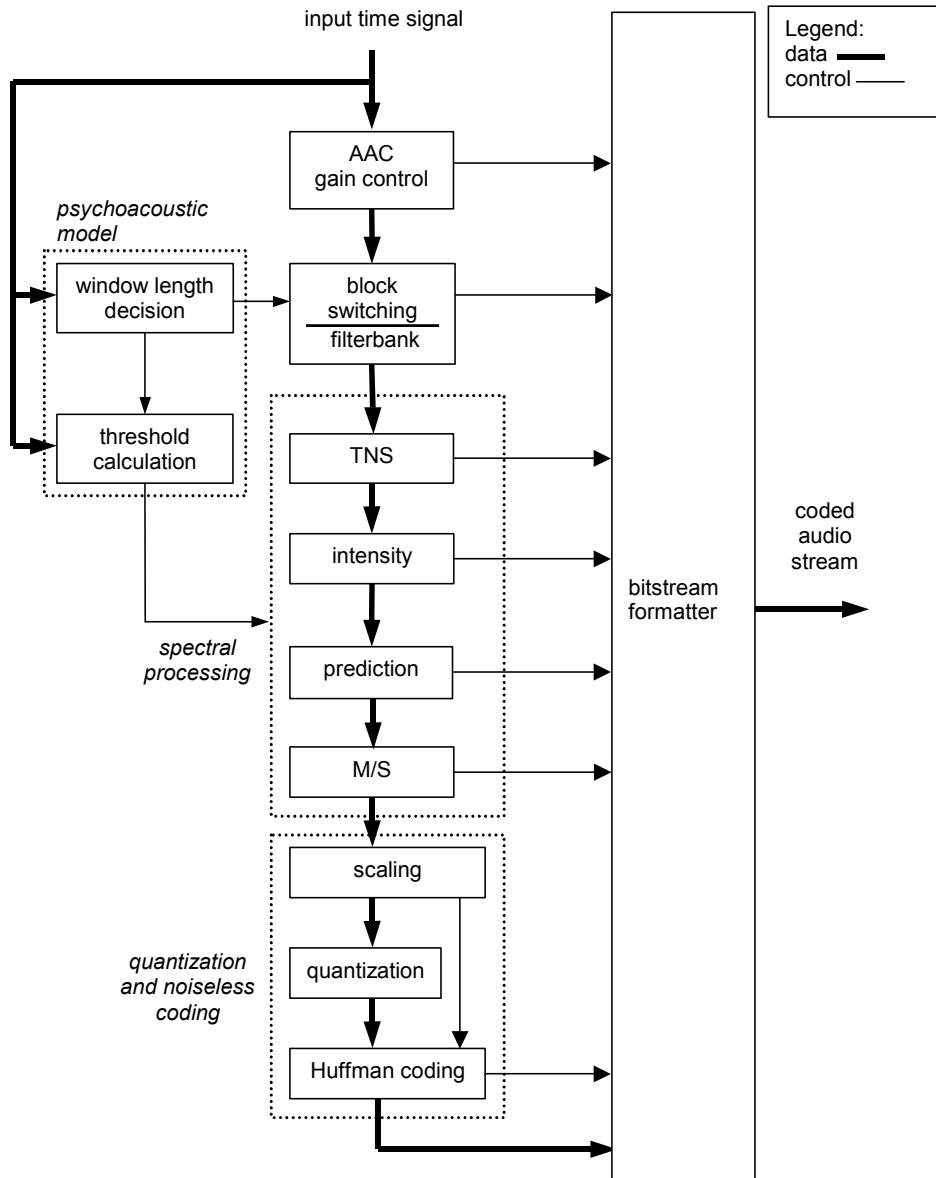 input time signal
Legend:
data
control
AAC
gain control
psychoacoustic
model
window length
decision
block
switching
filterbank
threshold
calculation
TNS
intensity
coded
audio
stream
bitstream
formatter
spectral
processing
prediction
M/S
scaling
quantization
and noiseless
coding
quantization
Huffman coding